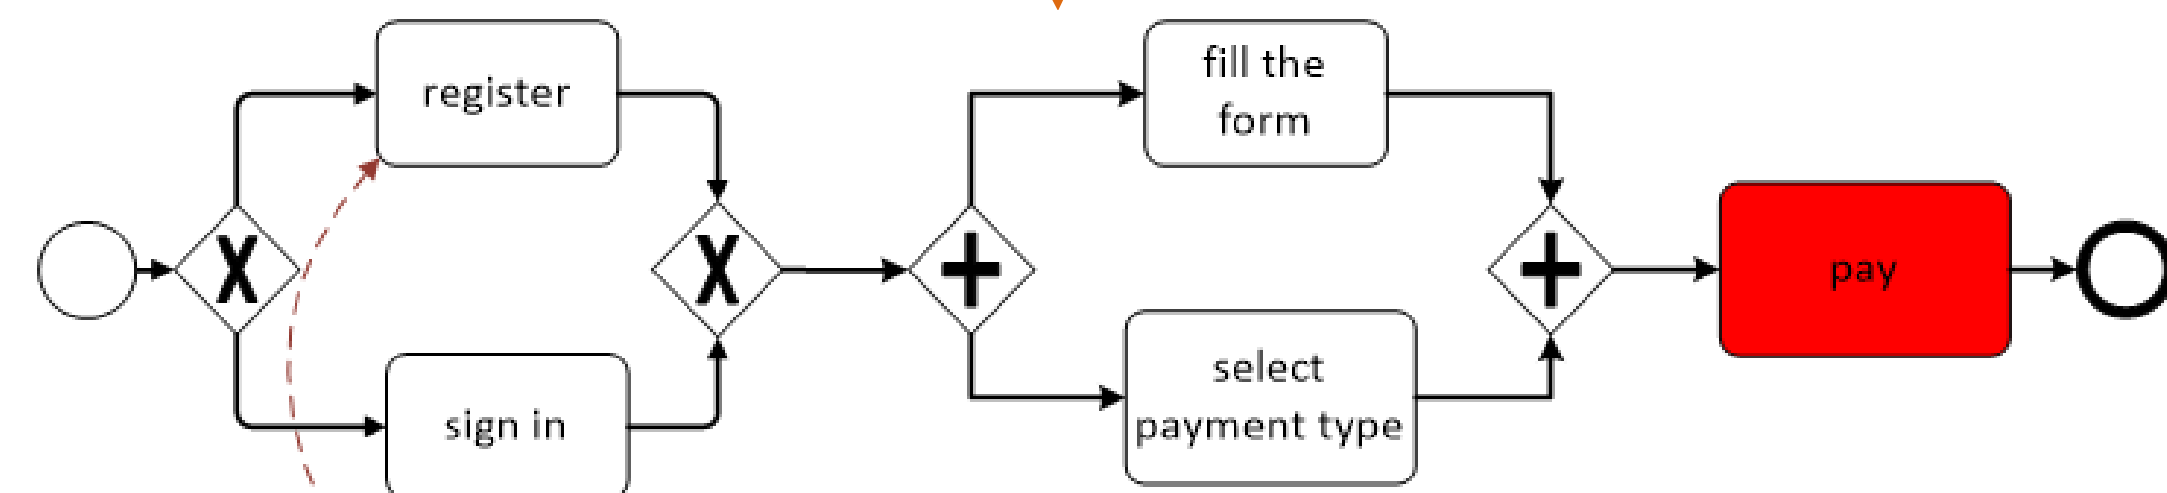 register
X
X
sign in
+
fill the
form
select
payment type
+
pay